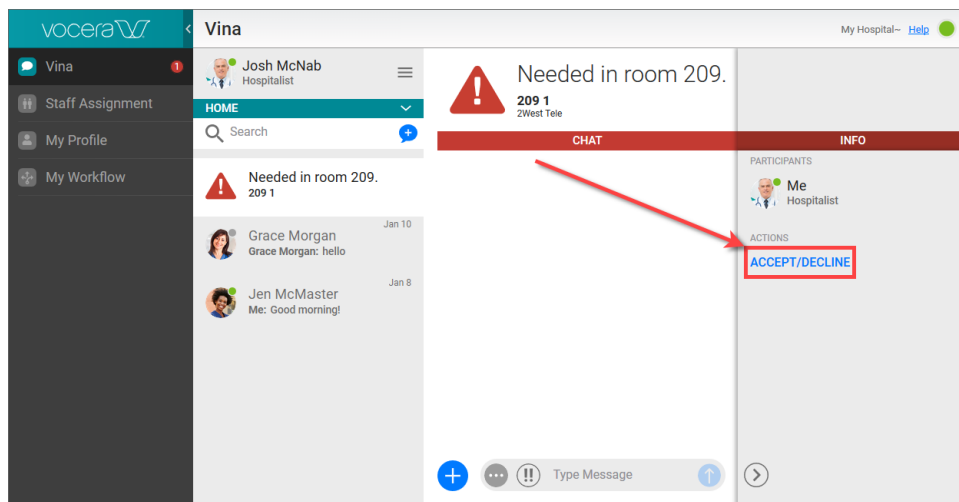 vocera
Vina
1
Staff Assignment
My Profile
My Workflow
Vina
My Hospital~ Help
Josh McNab
Hospitalist
HOME
Search
Needed in room 209.
209 1
Jan 10
Grace Morgan
Grace Morgan: hello
Jan 8
Jen McMaster
Me: Good morning!
Needed in room 209.
209 1
2West Tele
CHAT
Type Message
INFO
PARTICIPANTS
Me
Hospitalist
ACTIONS
ACCEPT/DECLINE